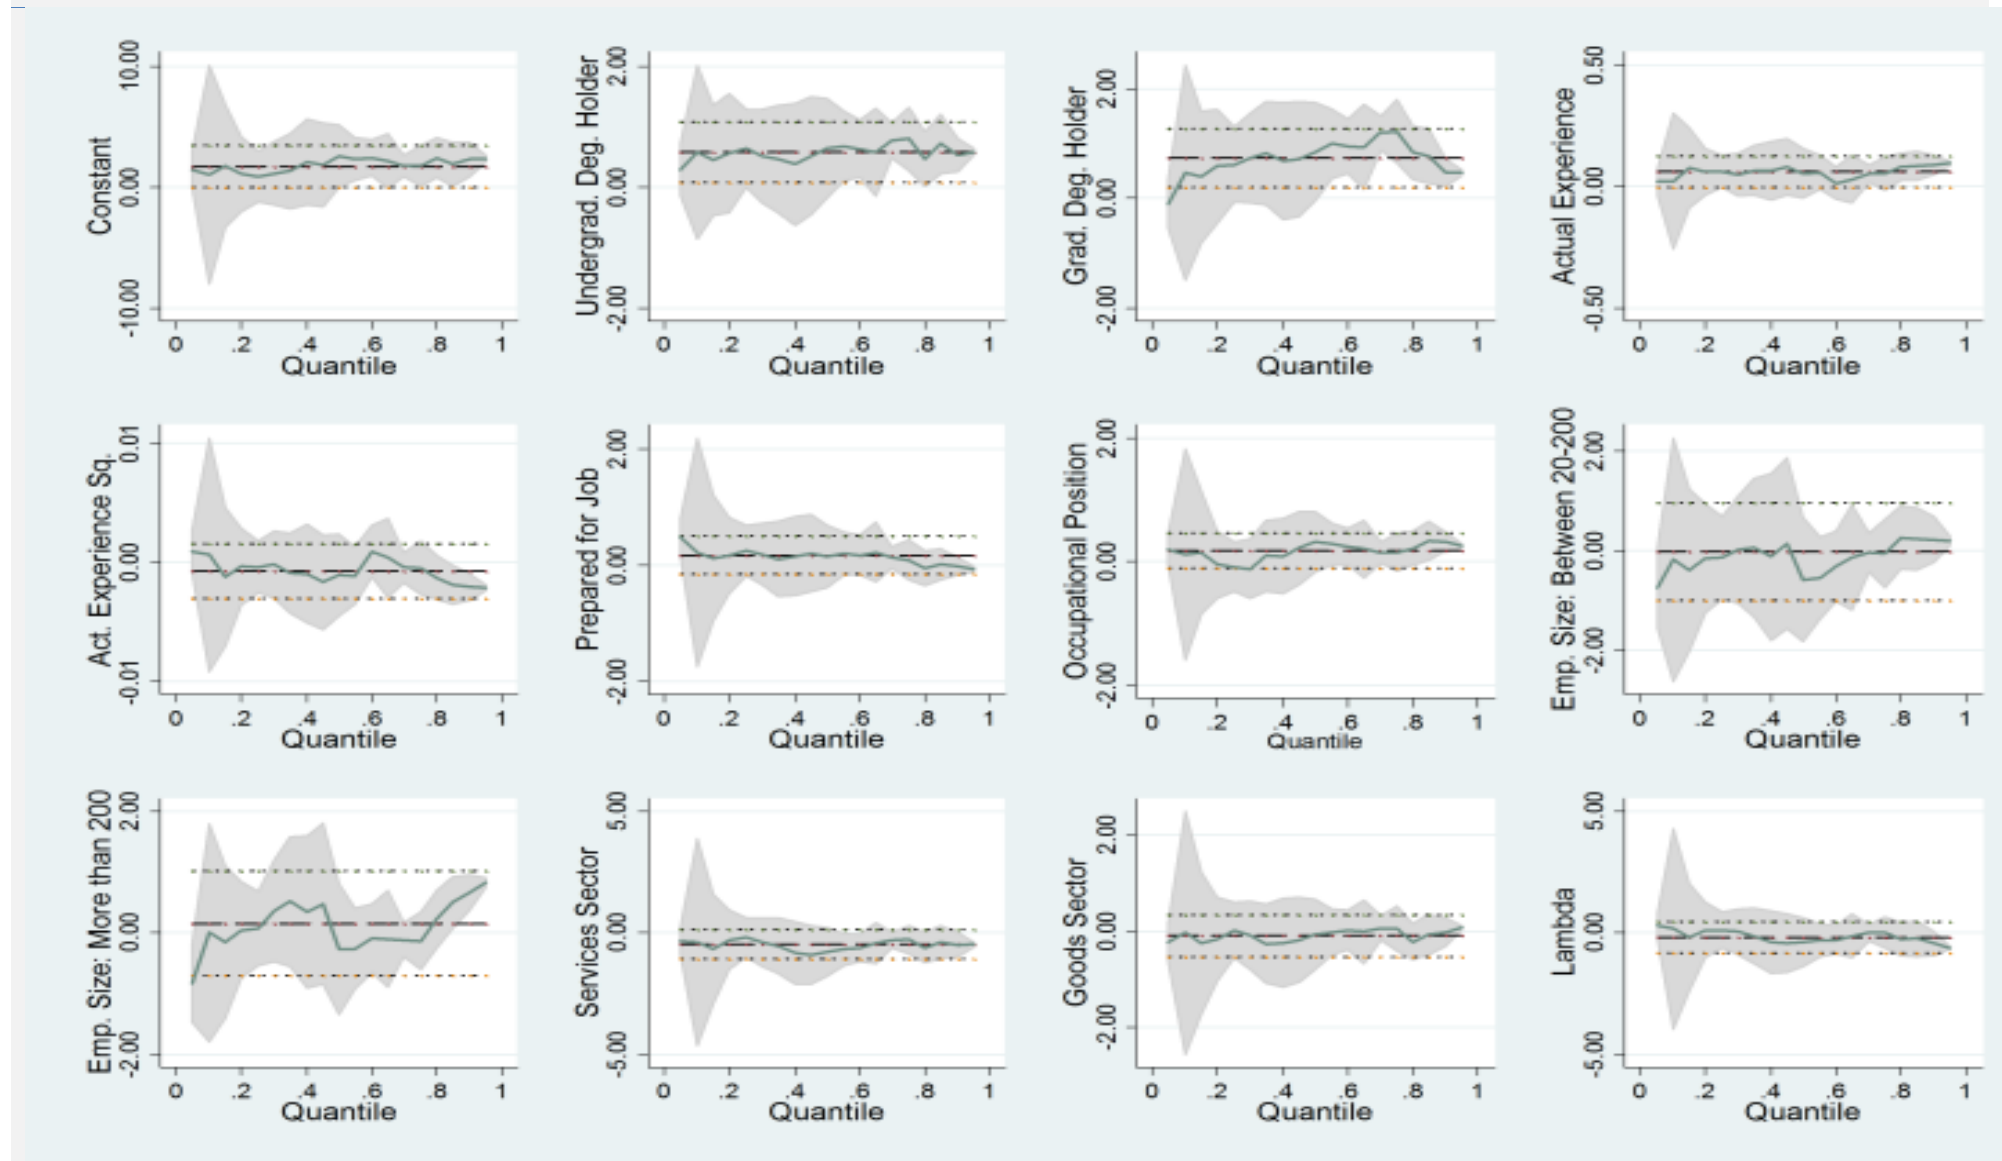 Constant
10.00
0.00
-10.00
0 .2 .4 .6 .8 1
Quantile
Undergrad. Deg. Holder
2.00
0.00
-2.00
0 .2 .4 .6 .8 1
Quantile
Grad. Deg. Holder
2.00
0.00
-2.00
0 .2 .4 .6 .8 1
Quantile
Actual Experience
0.50
0.00
-0.50
0 .2 .4 .6 .8 1
Quantile
Act. Experience Sq.
0.01
0.00
-0.01
0 .2 .4 .6 .8 1
Quantile
Prepared for Job
2.00
0.00
-2.00
0 .2 .4 .6 .8 1
Quantile
Occupational Position
2.00
0.00
-2.00
0 .2 .4 .6 .8 1
Quantile
Emp. Size: Between 20-200
2.00
0.00
-2.00
0 .2 .4 .6 .8 1
Quantile
Emp. Size: More than 200
2.00
0.00
-2.00
0 .2 .4 .6 .8 1
Quantile
Services Sector
5.00
0.00
-5.00
0 .2 .4 .6 .8 1
Quantile
Goods Sector
2.00
0.00
-2.00
0 .2 .4 .6 .8 1
Quantile
Lambda
5.00
0.00
-5.00
0 .2 .4 .6 .8 1
Quantile